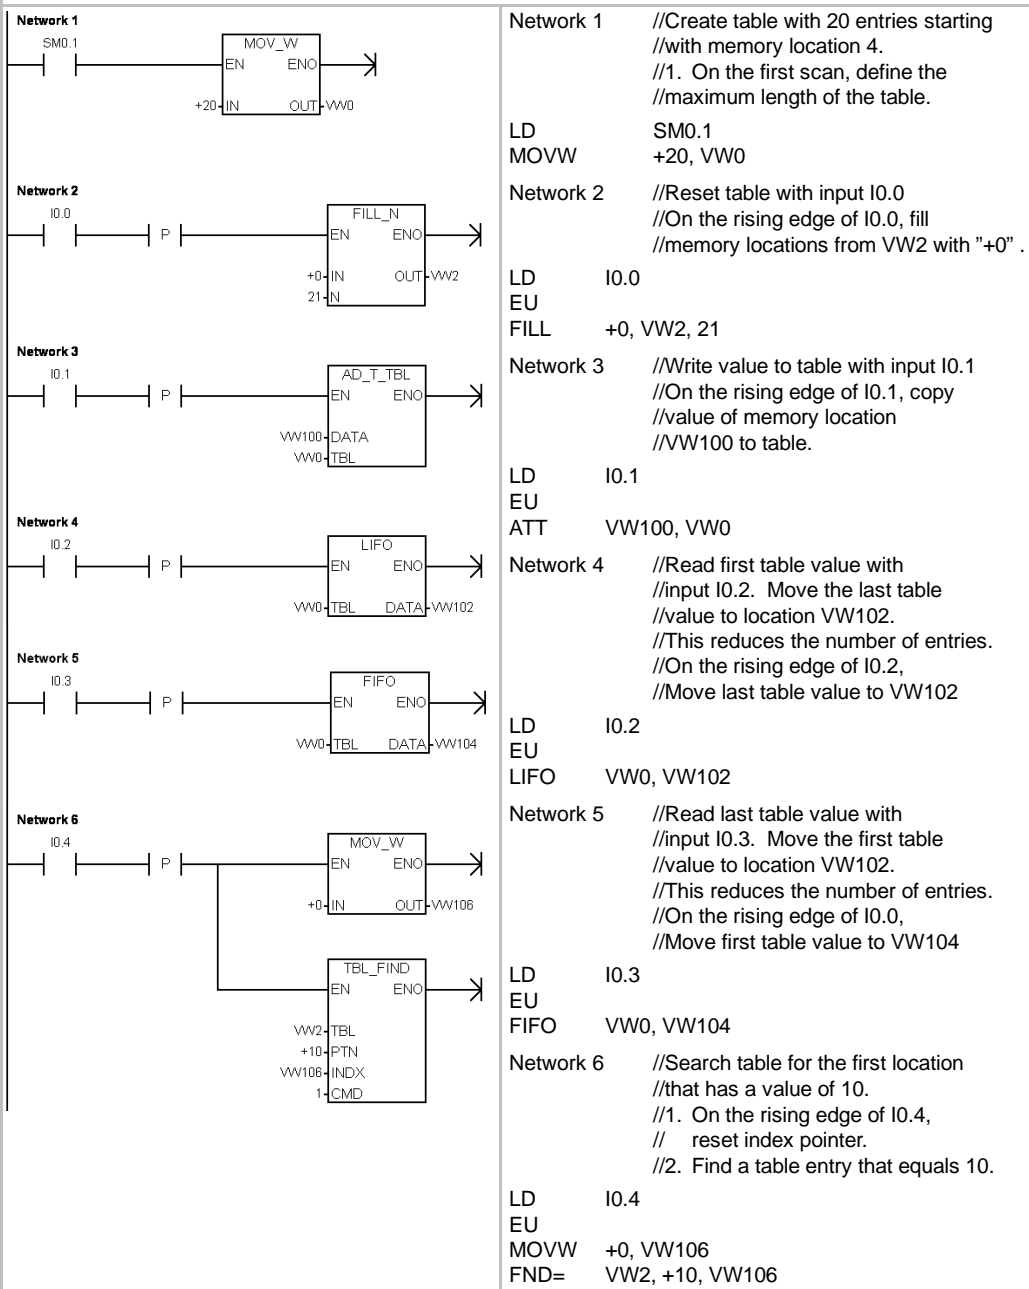 Network 1
SM0.1
MOV_W
EN ENO
+20 IN OUT VW0
Network 2
I0.0
P
FILL_N
EN ENO
+0 IN OUT VW2
21 N
Network 3
I0.1
P
AD_T_TBL
EN ENO
VW100 DATA
VW0 TBL
Network 4
I0.2
P
LIFO
EN ENO
VW0 TBL DATA VW102
Network 5
I0.3
P
FIFO
EN ENO
VW0 TBL DATA VW104
Network 6
I0.4
P
MOV_W
EN ENO
+0 IN OUT VW106
TBL_FIND
EN ENO
VW2 TBL
+10 PTN
VW106 INDX
1 CMD
Network 1 //Create table with 20 entries starting
//with memory location 4.
//1. On the first scan, define the
//maximum length of the table.
LD SM0.1
MOVW +20, VW0
Network 2 //Reset table with input I0.0
//On the rising edge of I0.0, fill
//memory locations from VW2 with ”+0” .
LD I0.0
EU
FILL +0, VW2, 21
Network 3 //Write value to table with input I0.1
//On the rising edge of I0.1, copy
//value of memory location
//VW100 to table.
LD I0.1
EU
ATT VW100, VW0
Network 4 //Read first table value with
//input I0.2. Move the last table
//value to location VW102.
//This reduces the number of entries.
//On the rising edge of I0.2,
//Move last table value to VW102
LD I0.2
EU
LIFO VW0, VW102
Network 5 //Read last table value with
//input I0.3. Move the first table
//value to location VW102.
//This reduces the number of entries.
//On the rising edge of I0.0,
//Move first table value to VW104
LD I0.3
EU
FIFO VW0, VW104
Network 6 //Search table for the first location
//that has a value of 10.
//1. On the rising edge of I0.4,
// reset index pointer.
//2. Find a table entry that equals 10.
LD I0.4
EU
MOVW +0, VW106
FND= VW2, +10, VW106